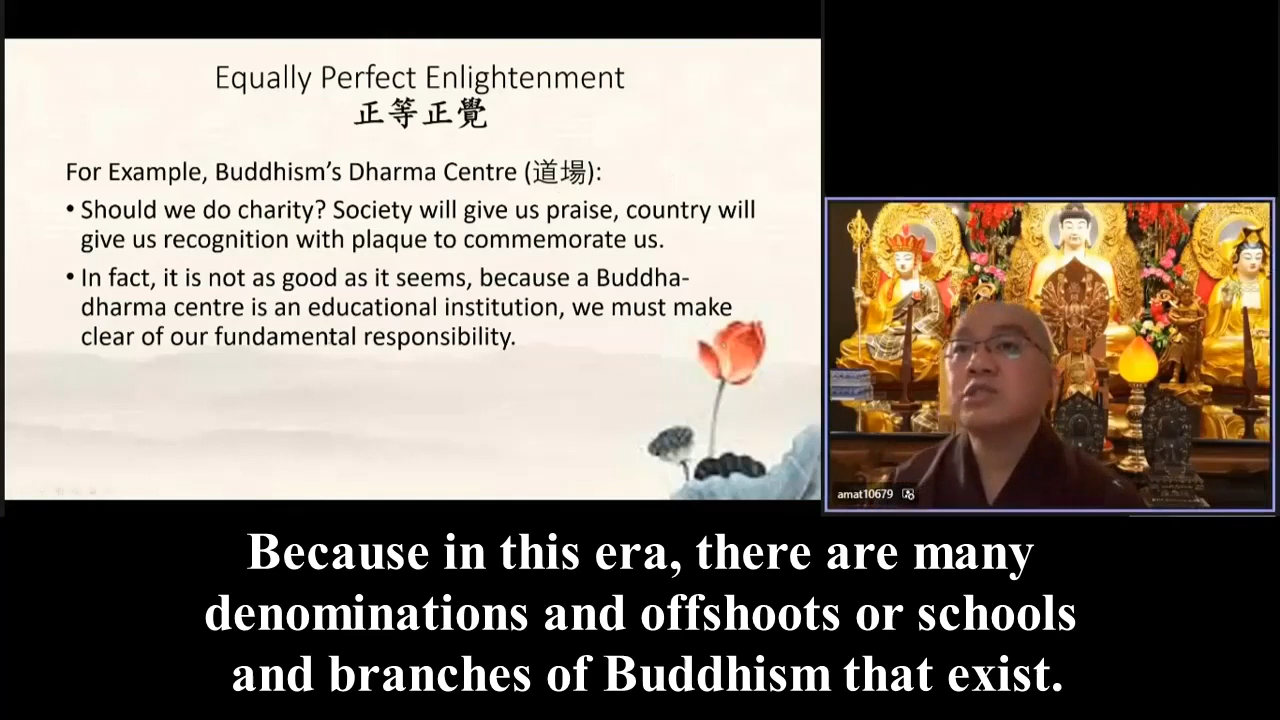 Equally Perfect Enlightenment
正等正覺
For Example, Buddhism's Dharma Centre (道場):
• Should we do charity? Society will give us praise, country will
give us recognition with plaque to commemorate us.
• In fact, it is not as good as it seems, because a Buddha-
dharma centre is an educational institution, we must make
clear of our fundamental responsibility.
amat10679
Because in this era, there are many
denominations and offshoots or schools
and branches of Buddhism that exist.